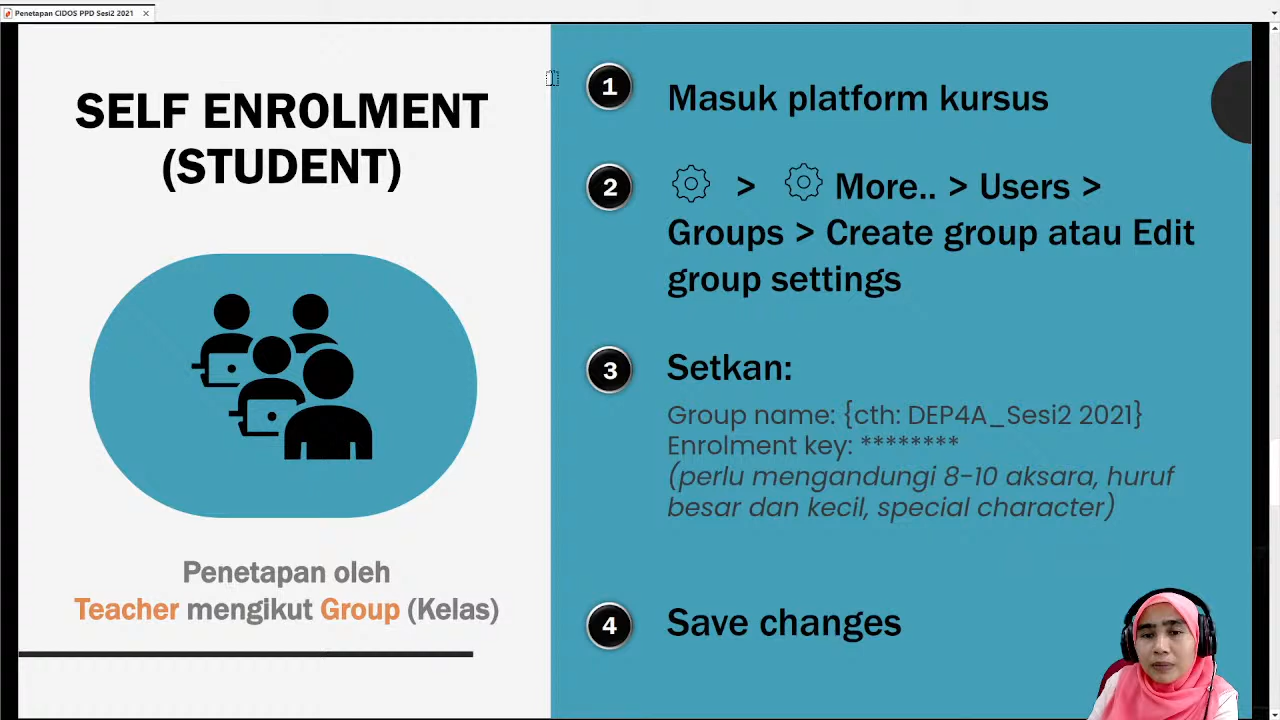 Penetapan CIDOS PPD Sesi2 2021
SELF ENROLMENT
(STUDENT)
Penetapan oleh
Teacher mengikut Group (Kelas)
1
Masuk platform kursus
2
> More.. > Users >
Groups > Create group atau Edit
group settings
3
Setkan:
Group name: {cth: DEP4A_Sesi2 2021}
Enrolment key: ********
(perlu mengandungi 8-10 aksara, huruf
besar dan kecil, special character)
4
Save changes